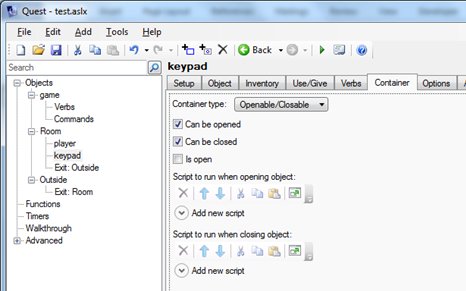 Quest - test.aslx
File Edit Add Tools Help
Back
Search
keypad
Setup Object Inventory Use/Give Verbs Container Options A
Objects
game
Verbs
Commands
Room
player
keypad
Exit: Outside
Outside
Exit: Room
Functions
Timers
Walkthrough
Advanced
Container type: Openable/Closable
Can be opened
Can be closed
Is open
Script to run when opening object:
Add new script
Script to run when closing object:
Add new script